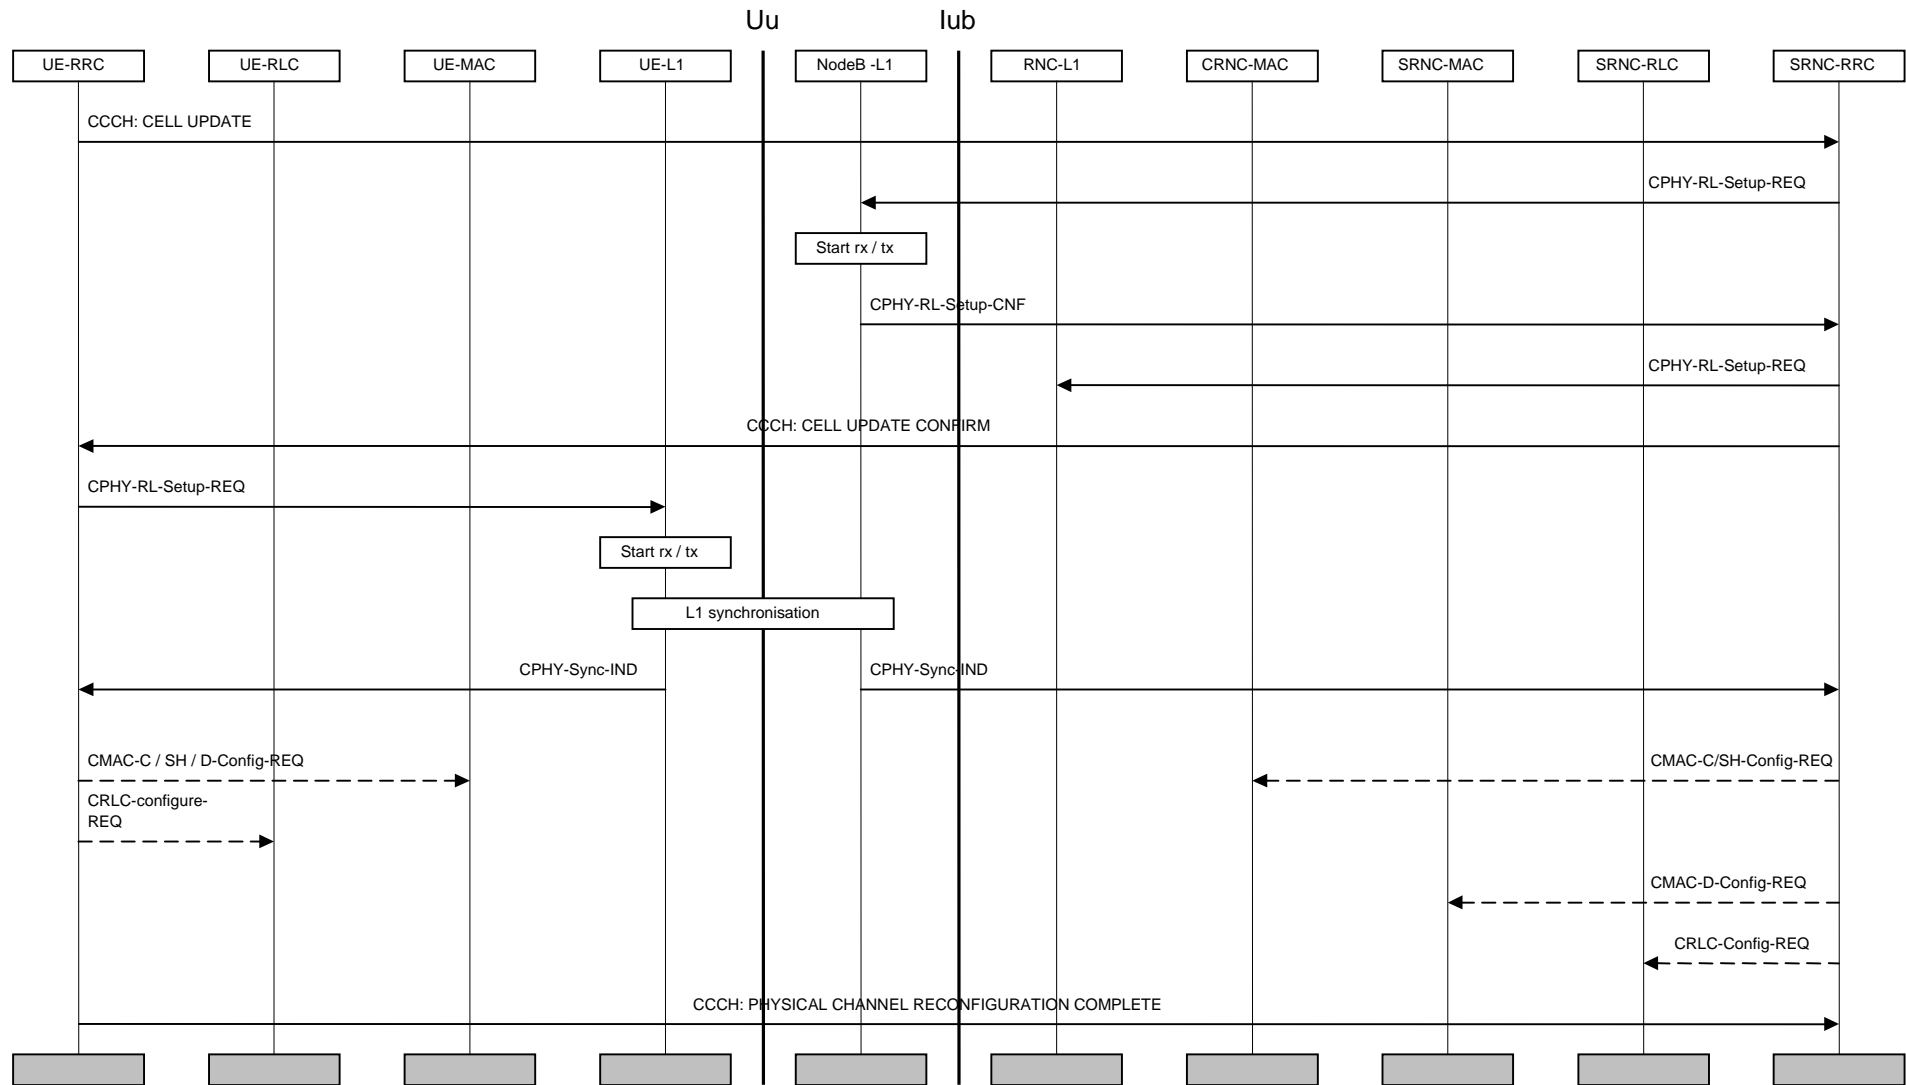 Uu
Iub
UE-RRC
UE-RLC
UE-MAC
UE-L1
NodeB -L1
RNC-L1
CRNC-MAC
SRNC-MAC
SRNC-RLC
SRNC-RRC
CCCH: CELL UPDATE
CPHY-RL-Setup-REQ
Start rx / tx
CPHY-RL-Setup-CNF
CPHY-RL-Setup-REQ
CCCH: CELL UPDATE CONFIRM
CPHY-RL-Setup-REQ
Start rx / tx
L1 synchronisation
CPHY-Sync-IND
CPHY-Sync-IND
CMAC-C / SH / D-Config-REQ
CMAC-C/SH-Config-REQ
CRLC-configure-
REQ
CMAC-D-Config-REQ
CRLC-Config-REQ
CCCH: PHYSICAL CHANNEL RECONFIGURATION COMPLETE